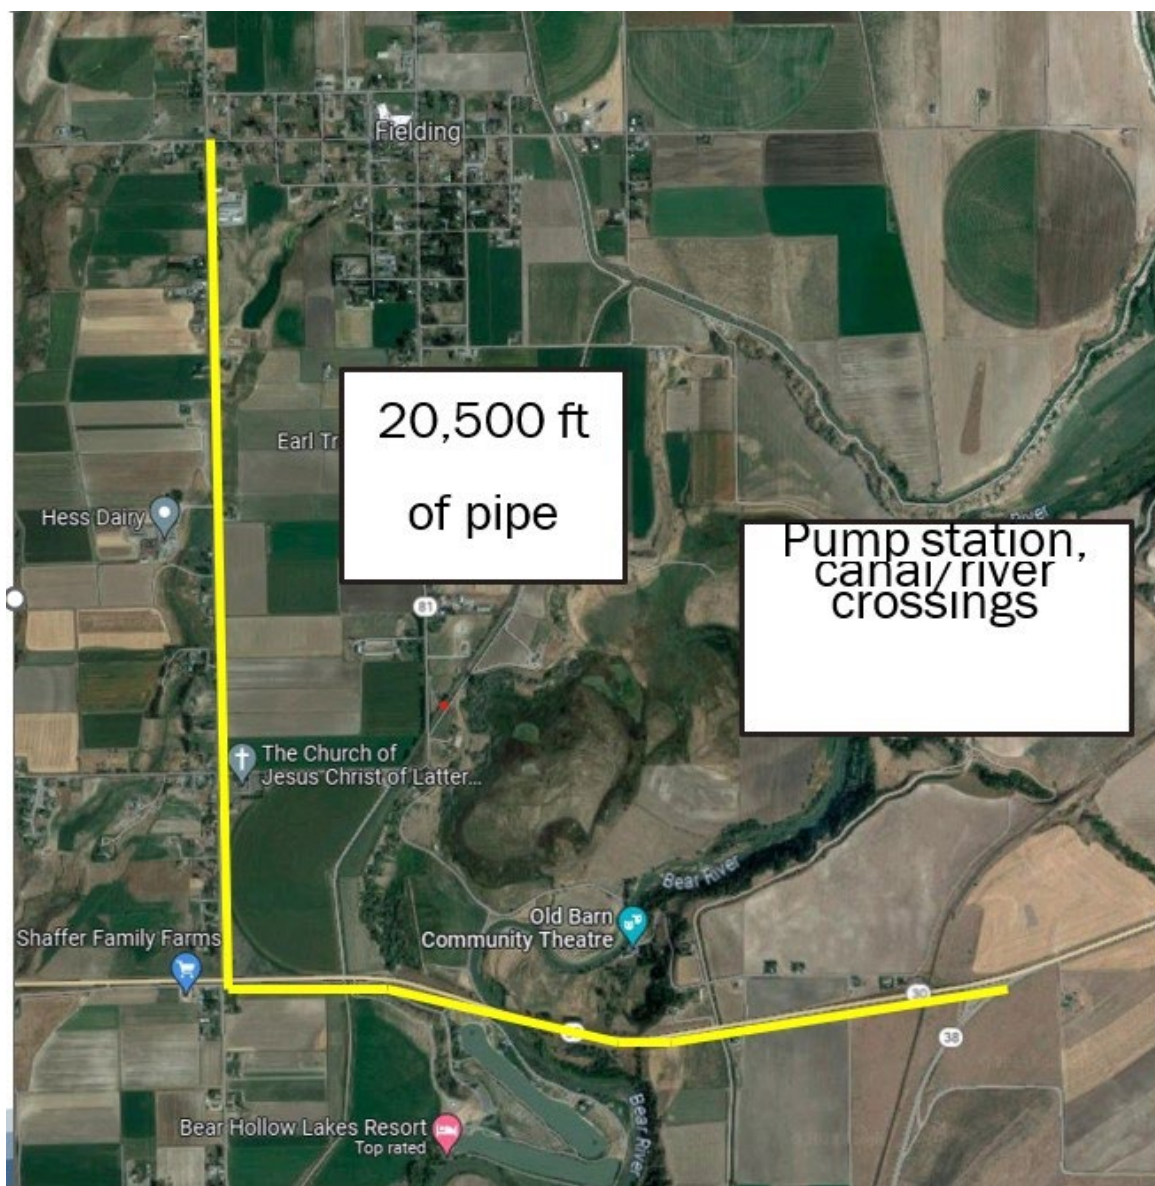 Fielding
20,500 ft
of pipe
Earl Tr
Hess Dairy
River
Pump station,
canal/river
crossings
81
The Church of
Jesus Christ of Latter...
Bear River
Old Barn
Community Theatre
Shaffer Family Farms
30
38
Bear Hollow Lakes Resort
Top rated
Bear River